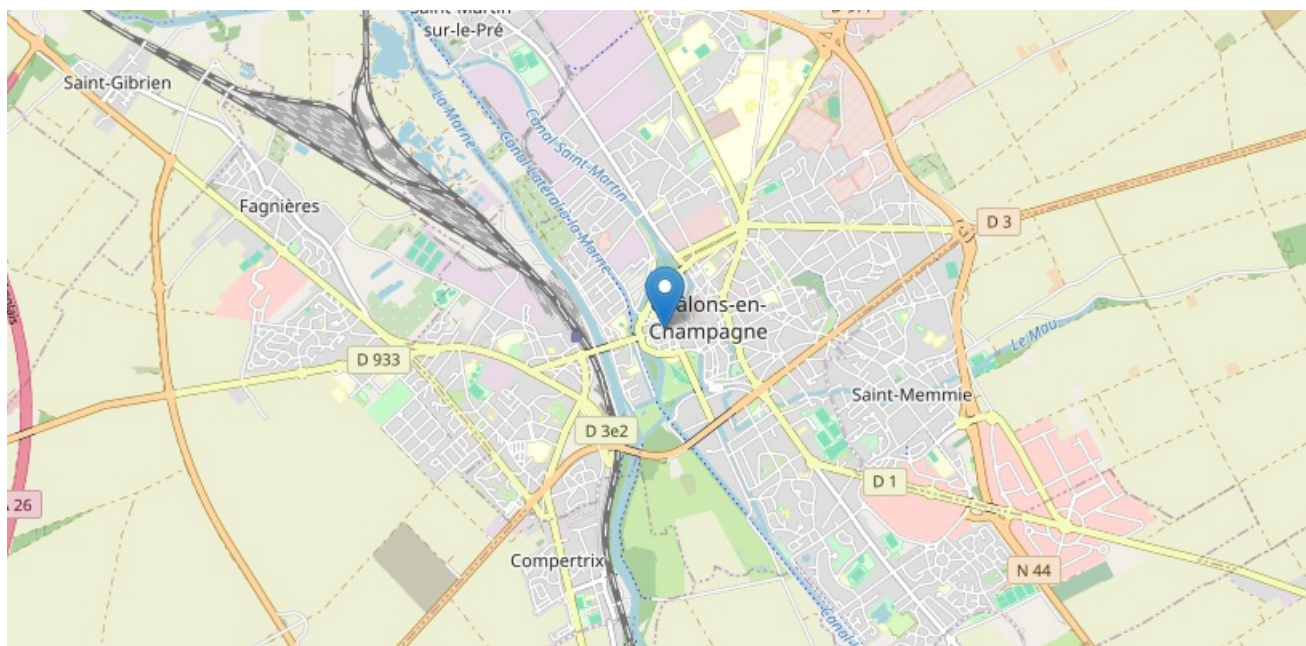 Saint-Martin
sur-le-Pré
Saint-Gibrien
La Marne
Canal Latéral à la Marne
Canal Saint-Martin
Fagnières
D 3
Châlons-en-
Champagne
Le Mau
D 933
Saint-Memmie
D 3e2
D 1
A 26
Compertrix
N 44
Canal